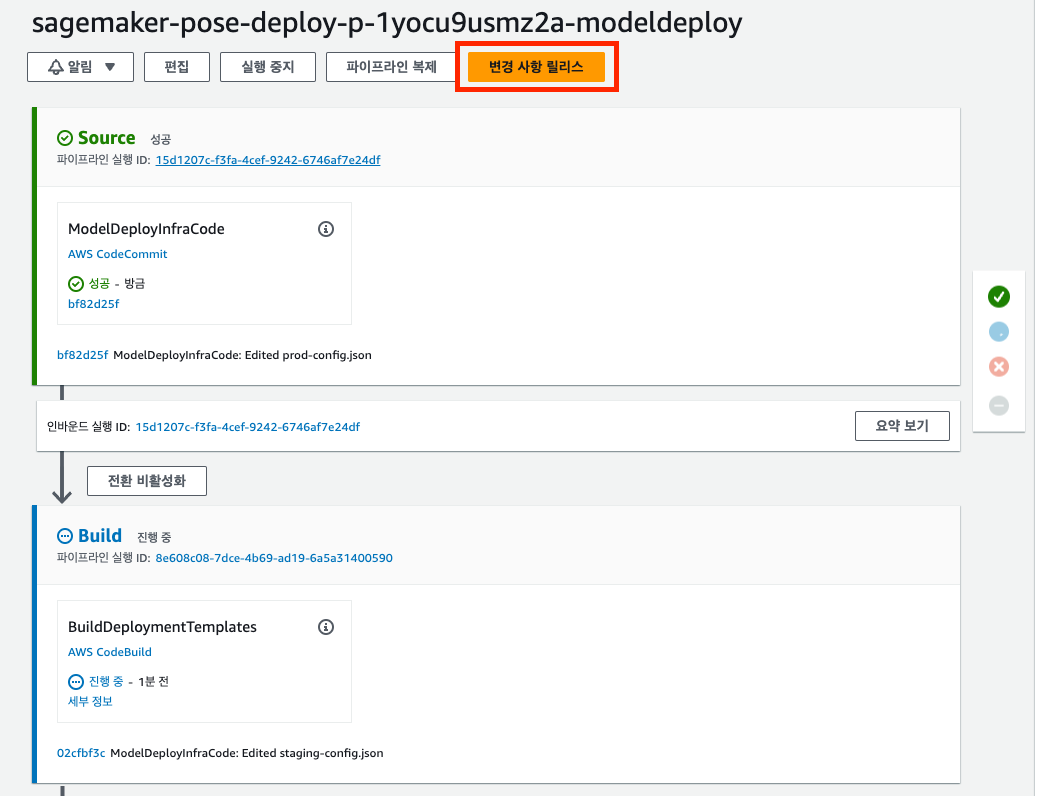 sagemaker-pose-deploy-p-1yocu9usmz2a-modeldeploy
알림 편집 실행 중지 파이프라인 복제 변경 사항 릴리스
Source 성공
파이프라인 실행 ID: 15d1207c-f3fa-4cef-9242-6746af7e24df
ModelDeployInfraCode
AWS CodeCommit
성공 - 방금
bf82d25f
bf82d25f ModelDeployInfraCode: Edited prod-config.json
인바운드 실행 ID: 15d1207c-f3fa-4cef-9242-6746af7e24df 요약 보기
전환 비활성화
Build 진행 중
파이프라인 실행 ID: 8e608c08-7dce-4b69-ad19-6a5a31400590
BuildDeploymentTemplates
AWS CodeBuild
진행 중 - 1분 전
세부 정보
02cfbf3c ModelDeployInfraCode: Edited staging-config.json